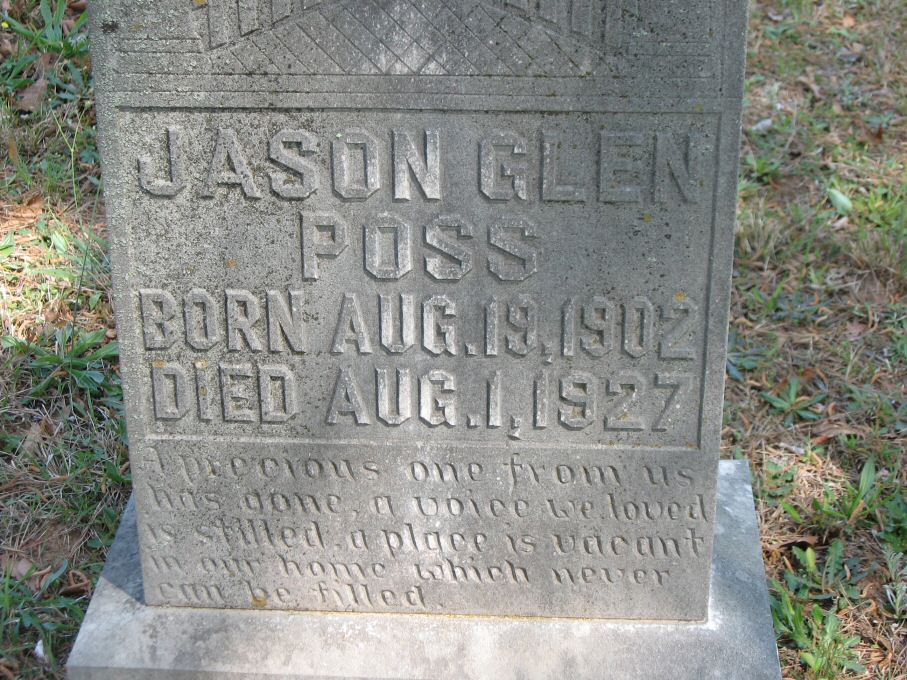 JASON GLEN
POSS
BORN AUG. 19, 1902
DIED AUG. 1, 1927
A precious one from us
has gone, a voice we loved
is stilled, a place is vacant
in our home which never
can be filled.